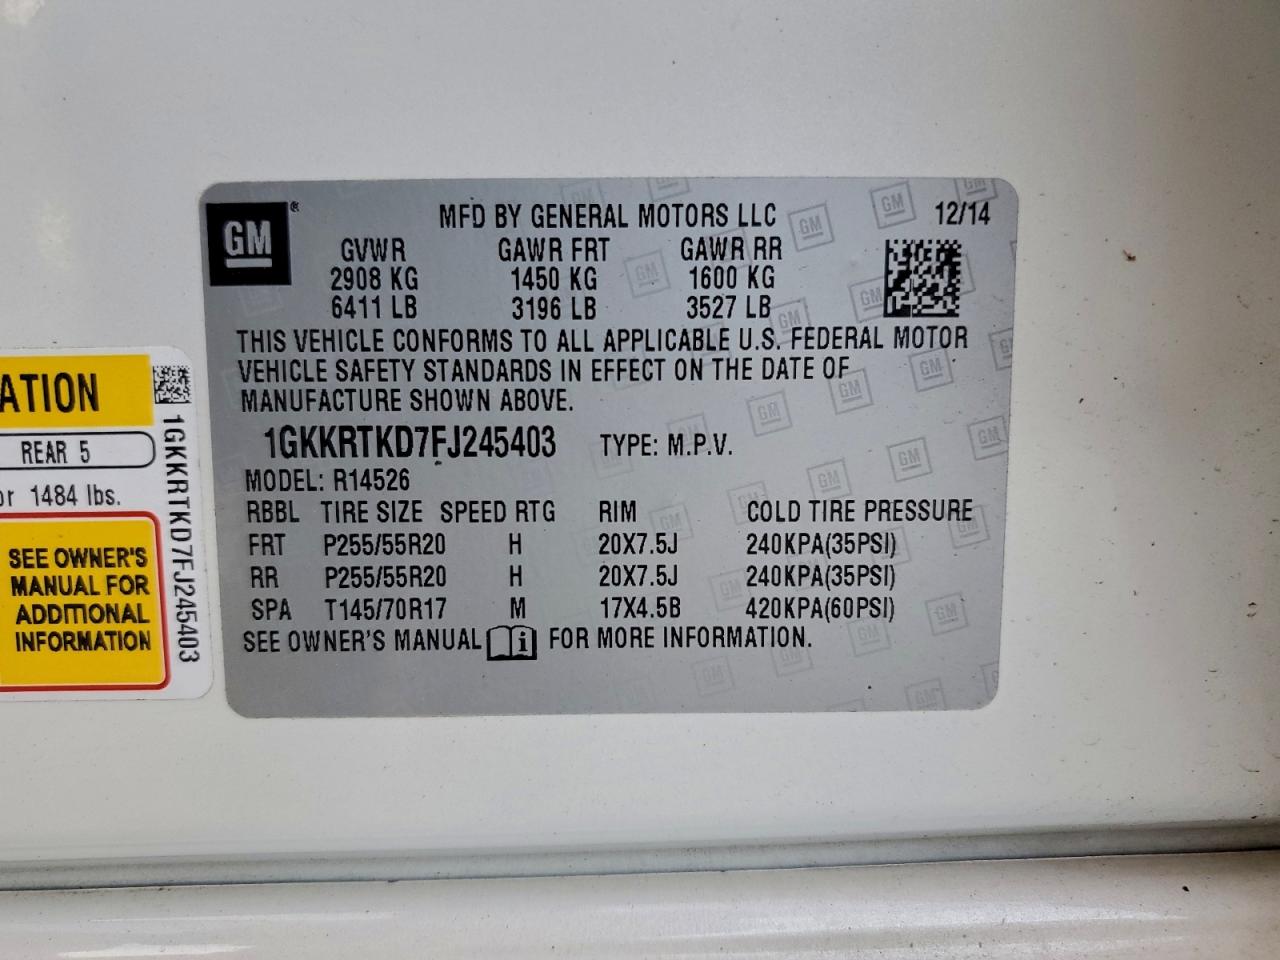 GM®
MFD BY GENERAL MOTORS LLC 12/14
GVWR GAWR FRT GAWR RR
2908 KG 1450 KG 1600 KG
6411 LB 3196 LB 3527 LB
THIS VEHICLE CONFORMS TO ALL APPLICABLE U.S. FEDERAL MOTOR
VEHICLE SAFETY STANDARDS IN EFFECT ON THE DATE OF
MANUFACTURE SHOWN ABOVE.
1GKKRTKD7FJ245403 TYPE: M.P.V.
MODEL: R14526
RBBL TIRE SIZE SPEED RTG RIM COLD TIRE PRESSURE
FRT P255/55R20 H 20X7.5J 240KPA(35PSI)
RR P255/55R20 H 20X7.5J 240KPA(35PSI)
SPA T145/70R17 M 17X4.5B 420KPA(60PSI)
SEE OWNER'S MANUAL i FOR MORE INFORMATION.
ATION
REAR 5
or 1484 lbs.
SEE OWNER'S
MANUAL FOR
ADDITIONAL
INFORMATION
1GKKRTKD7FJ245403